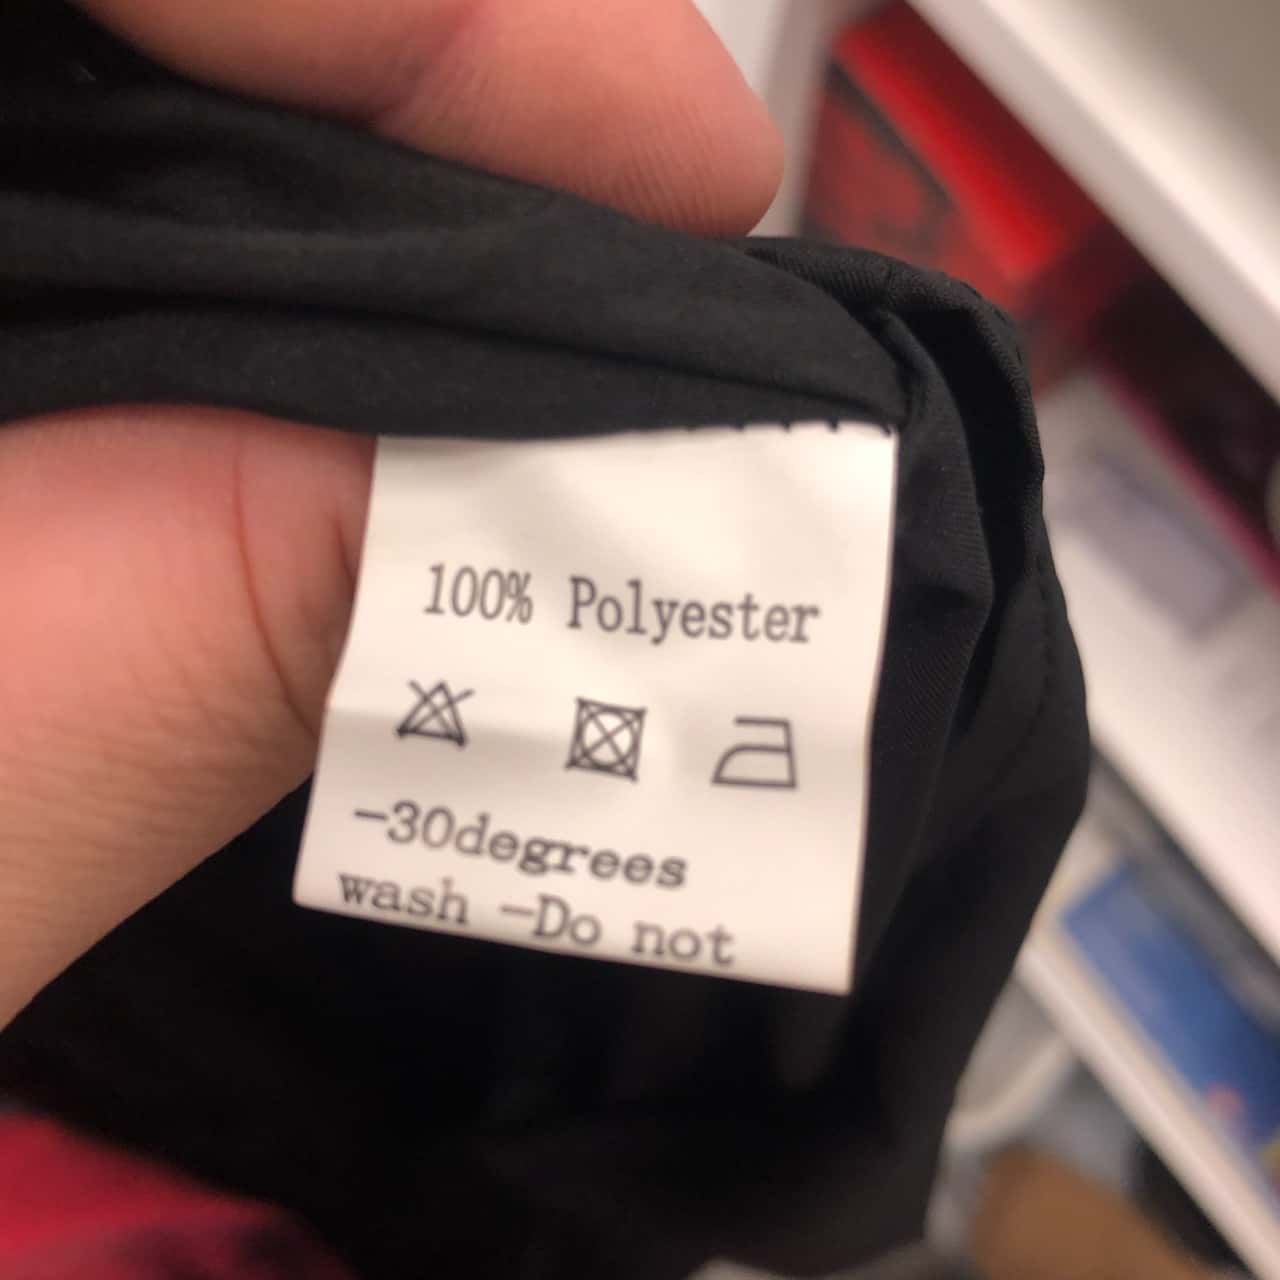 100% Polyester
-30degrees
wash -Do not